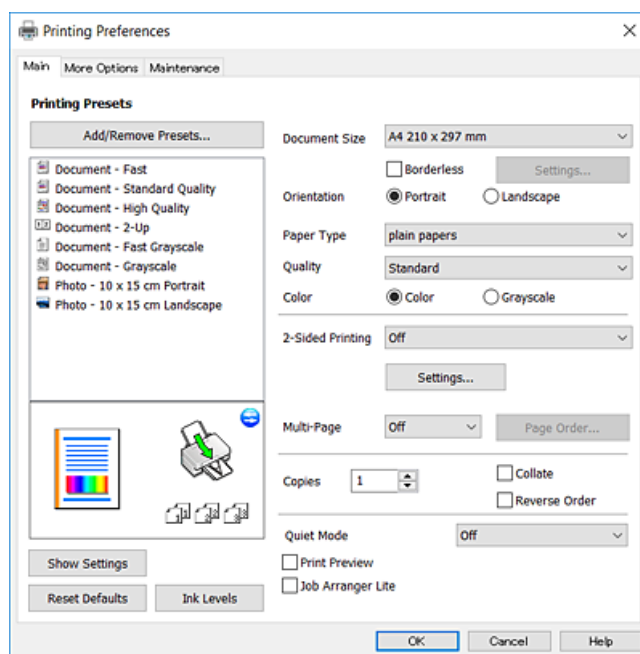 Printing Preferences
Main More Options Maintenance
Printing Presets
Add/Remove Presets...
Document - Fast
Document - Standard Quality
Document - High Quality
Document - 2-Up
Document - Fast Grayscale
Document - Grayscale
Photo - 10 x 15 cm Portrait
Photo - 10 x 15 cm Landscape
Show Settings
Reset Defaults Ink Levels
Document Size A4 210 x 297 mm
Borderless Settings...
Orientation Portrait Landscape
Paper Type plain papers
Quality Standard
Color Color Grayscale
2-Sided Printing Off
Settings...
Multi-Page Off Page Order...
Copies 1 Collate
Reverse Order
Quiet Mode Off
Print Preview
Job Arranger Lite
OK Cancel Help